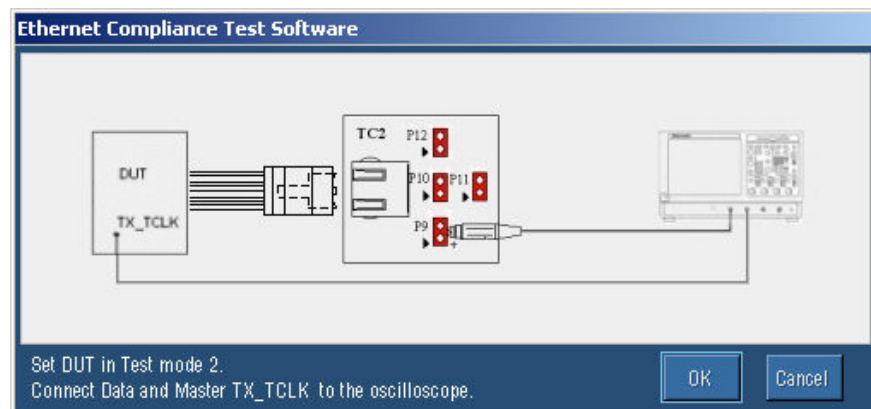 Ethernet Compliance Test Software
TC2
P12
DUT
P10
P11
TX_TCLK
P9
+
Set DUT in Test mode 2.
Connect Data and Master TX_TCLK to the oscilloscope.
OK
Cancel